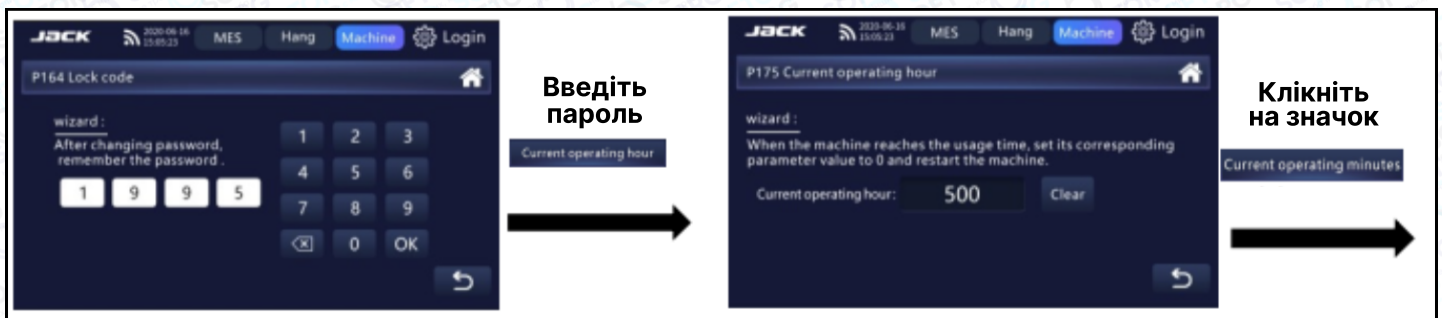 JACK 2020-06-16 15:05:23 MES Hang Machine Login
P164 Lock code
wizard :
After changing password,
remember the password .
1 9 9 5
1 2 3
4 5 6
7 8 9
0 OK
Введіть
пароль
Current operating hour
JACK 2020-06-16 15:05:23 MES Hang Machine Login
P175 Current operating hour
wizard :
When the machine reaches the usage time, set its corresponding
parameter value to 0 and restart the machine.
Current operating hour: 500 Clear
Клікніть
на значок
Current operating minutes